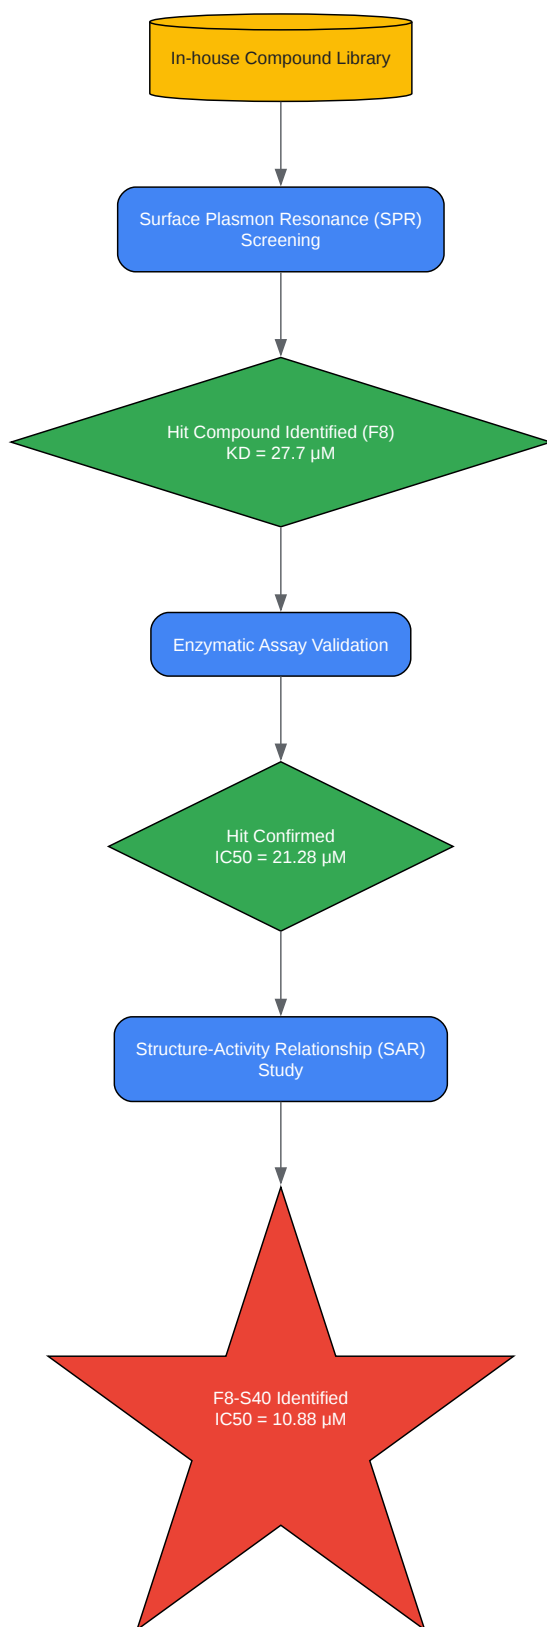 In-house Compound Library
Surface Plasmon Resonance (SPR)
Screening
Hit Compound Identified (F8)
KD = 27.7 μM
Enzymatic Assay Validation
Hit Confirmed
IC50 = 21.28 μM
Structure-Activity Relationship (SAR)
Study
F8-S40 Identified
IC50 = 10.88 μM